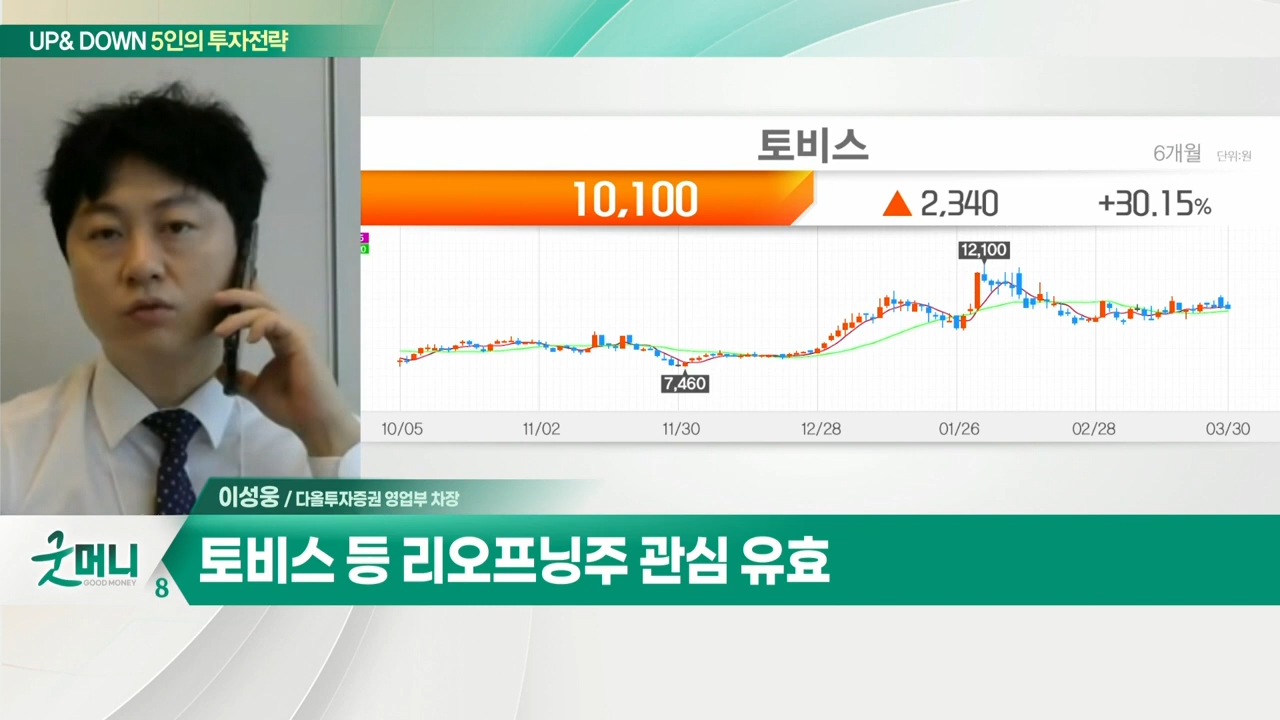 UP& DOWN 5인의 투자전략
토비스
6개월 단위:원
10,100 ▲ 2,340 +30.15%
12,100
7,460
10/05 11/02 11/30 12/28 01/26 02/28 03/30
이성웅 / 다올투자증권 영업부 차장
굿머니
GOOD MONEY
8
토비스 등 리오프닝주 관심 유효